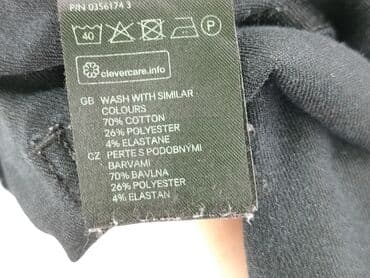 P/N 0356174 3
40 P
clevercare.info
GB WASH WITH SIMILAR
COLOURS
70% COTTON
26% POLYESTER
4% ELASTANE
CZ PERTE S PODOBNÝMI
BARVAMI
70% BAVLNA
26% POLYESTER
4% ELASTAN